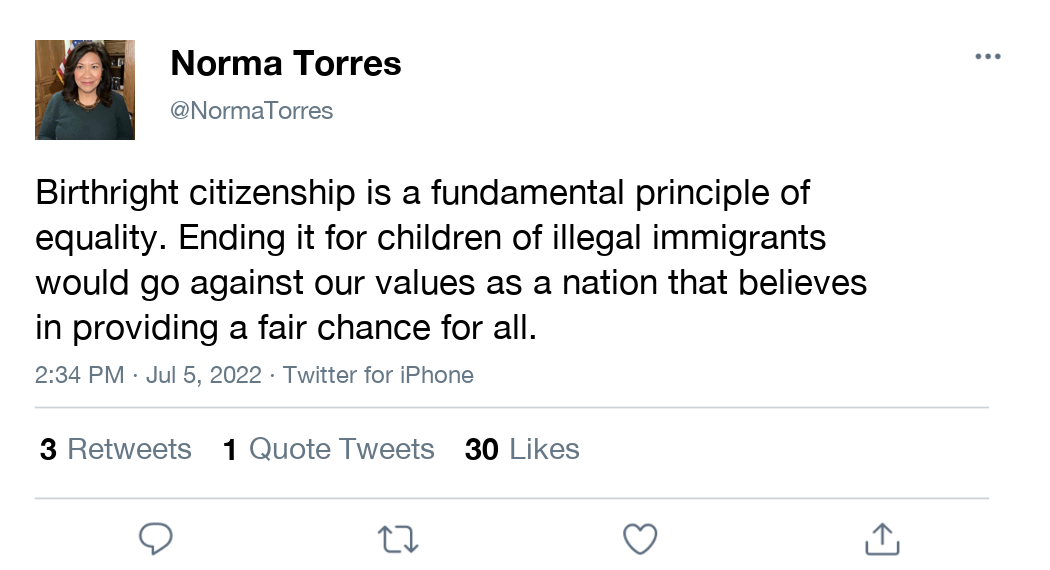 Norma Torres
@NormaTorres
Birthright citizenship is a fundamental principle of
equality. Ending it for children of illegal immigrants
would go against our values as a nation that believes
in providing a fair chance for all.
2:34 PM · Jul 5, 2022 · Twitter for iPhone
3 Retweets 1 Quote Tweets 30 Likes